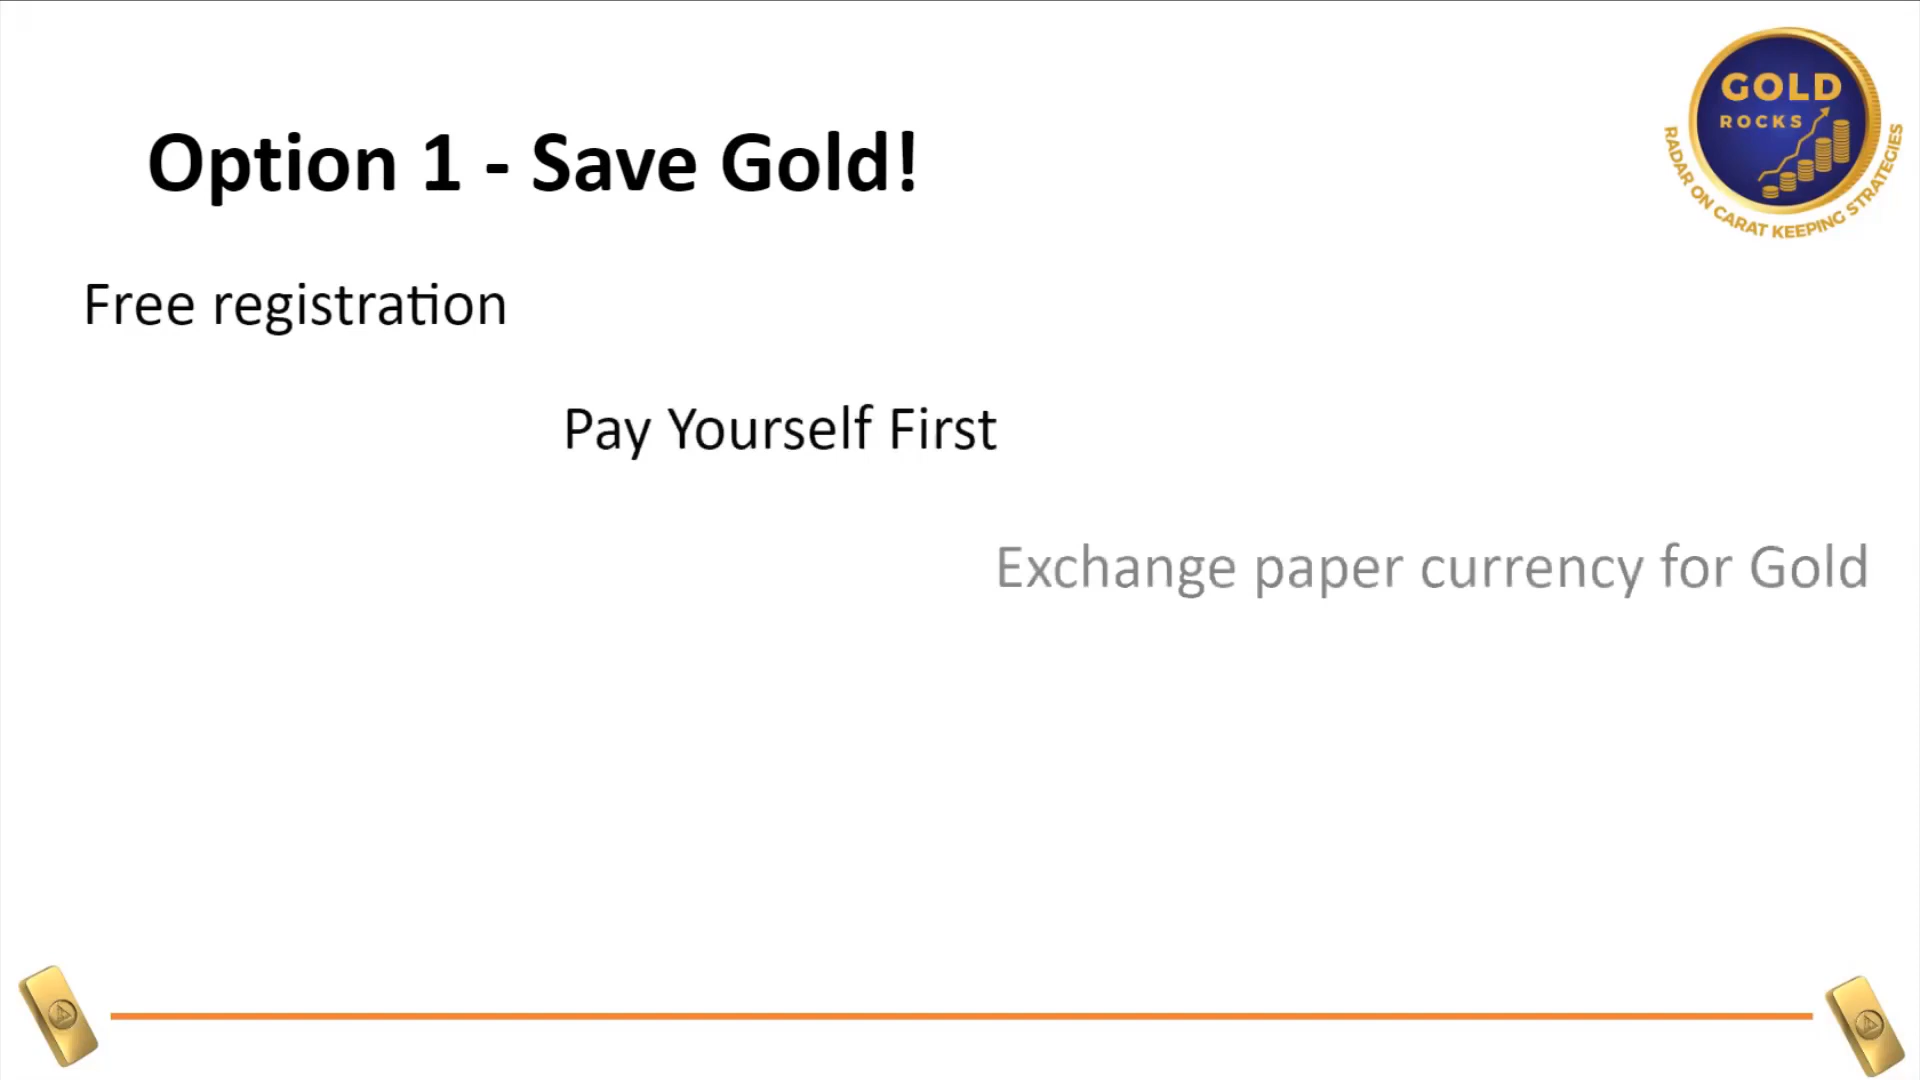 Option 1 - Save Gold!
GOLD
ROCKS
RADAR ON CARAT KEEPING STRATEGIES
Free registration
Pay Yourself First
Exchange paper currency for Gold